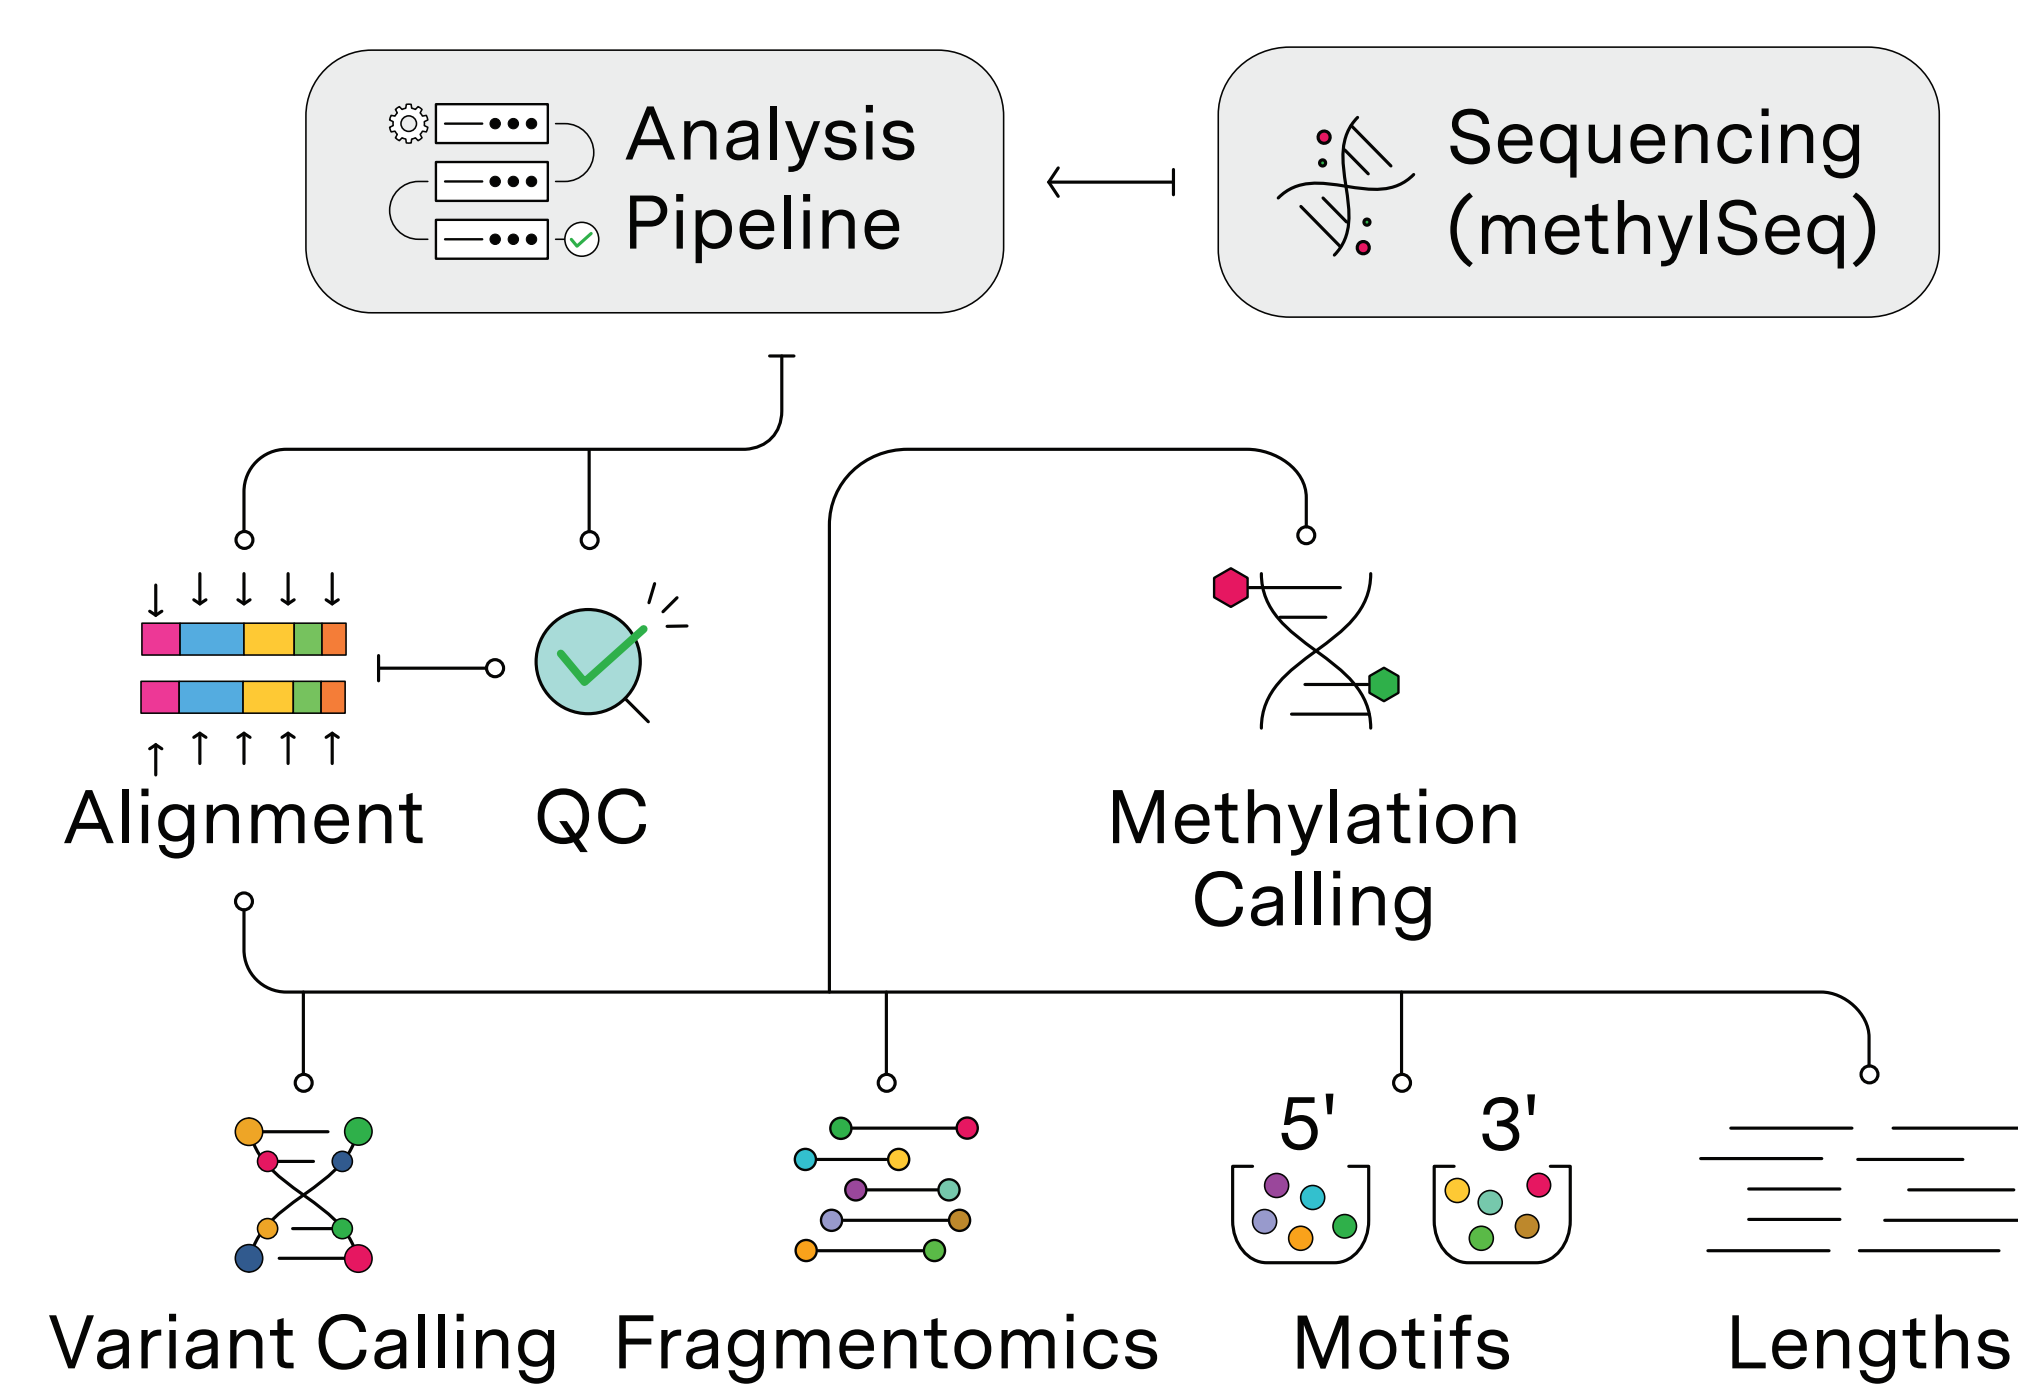 Analysis
Pipeline
Sequencing
(methylSeq)
Alignment
QC
Methylation
Calling
5'
3'
Variant Calling
Fragmentomics
Motifs
Lengths